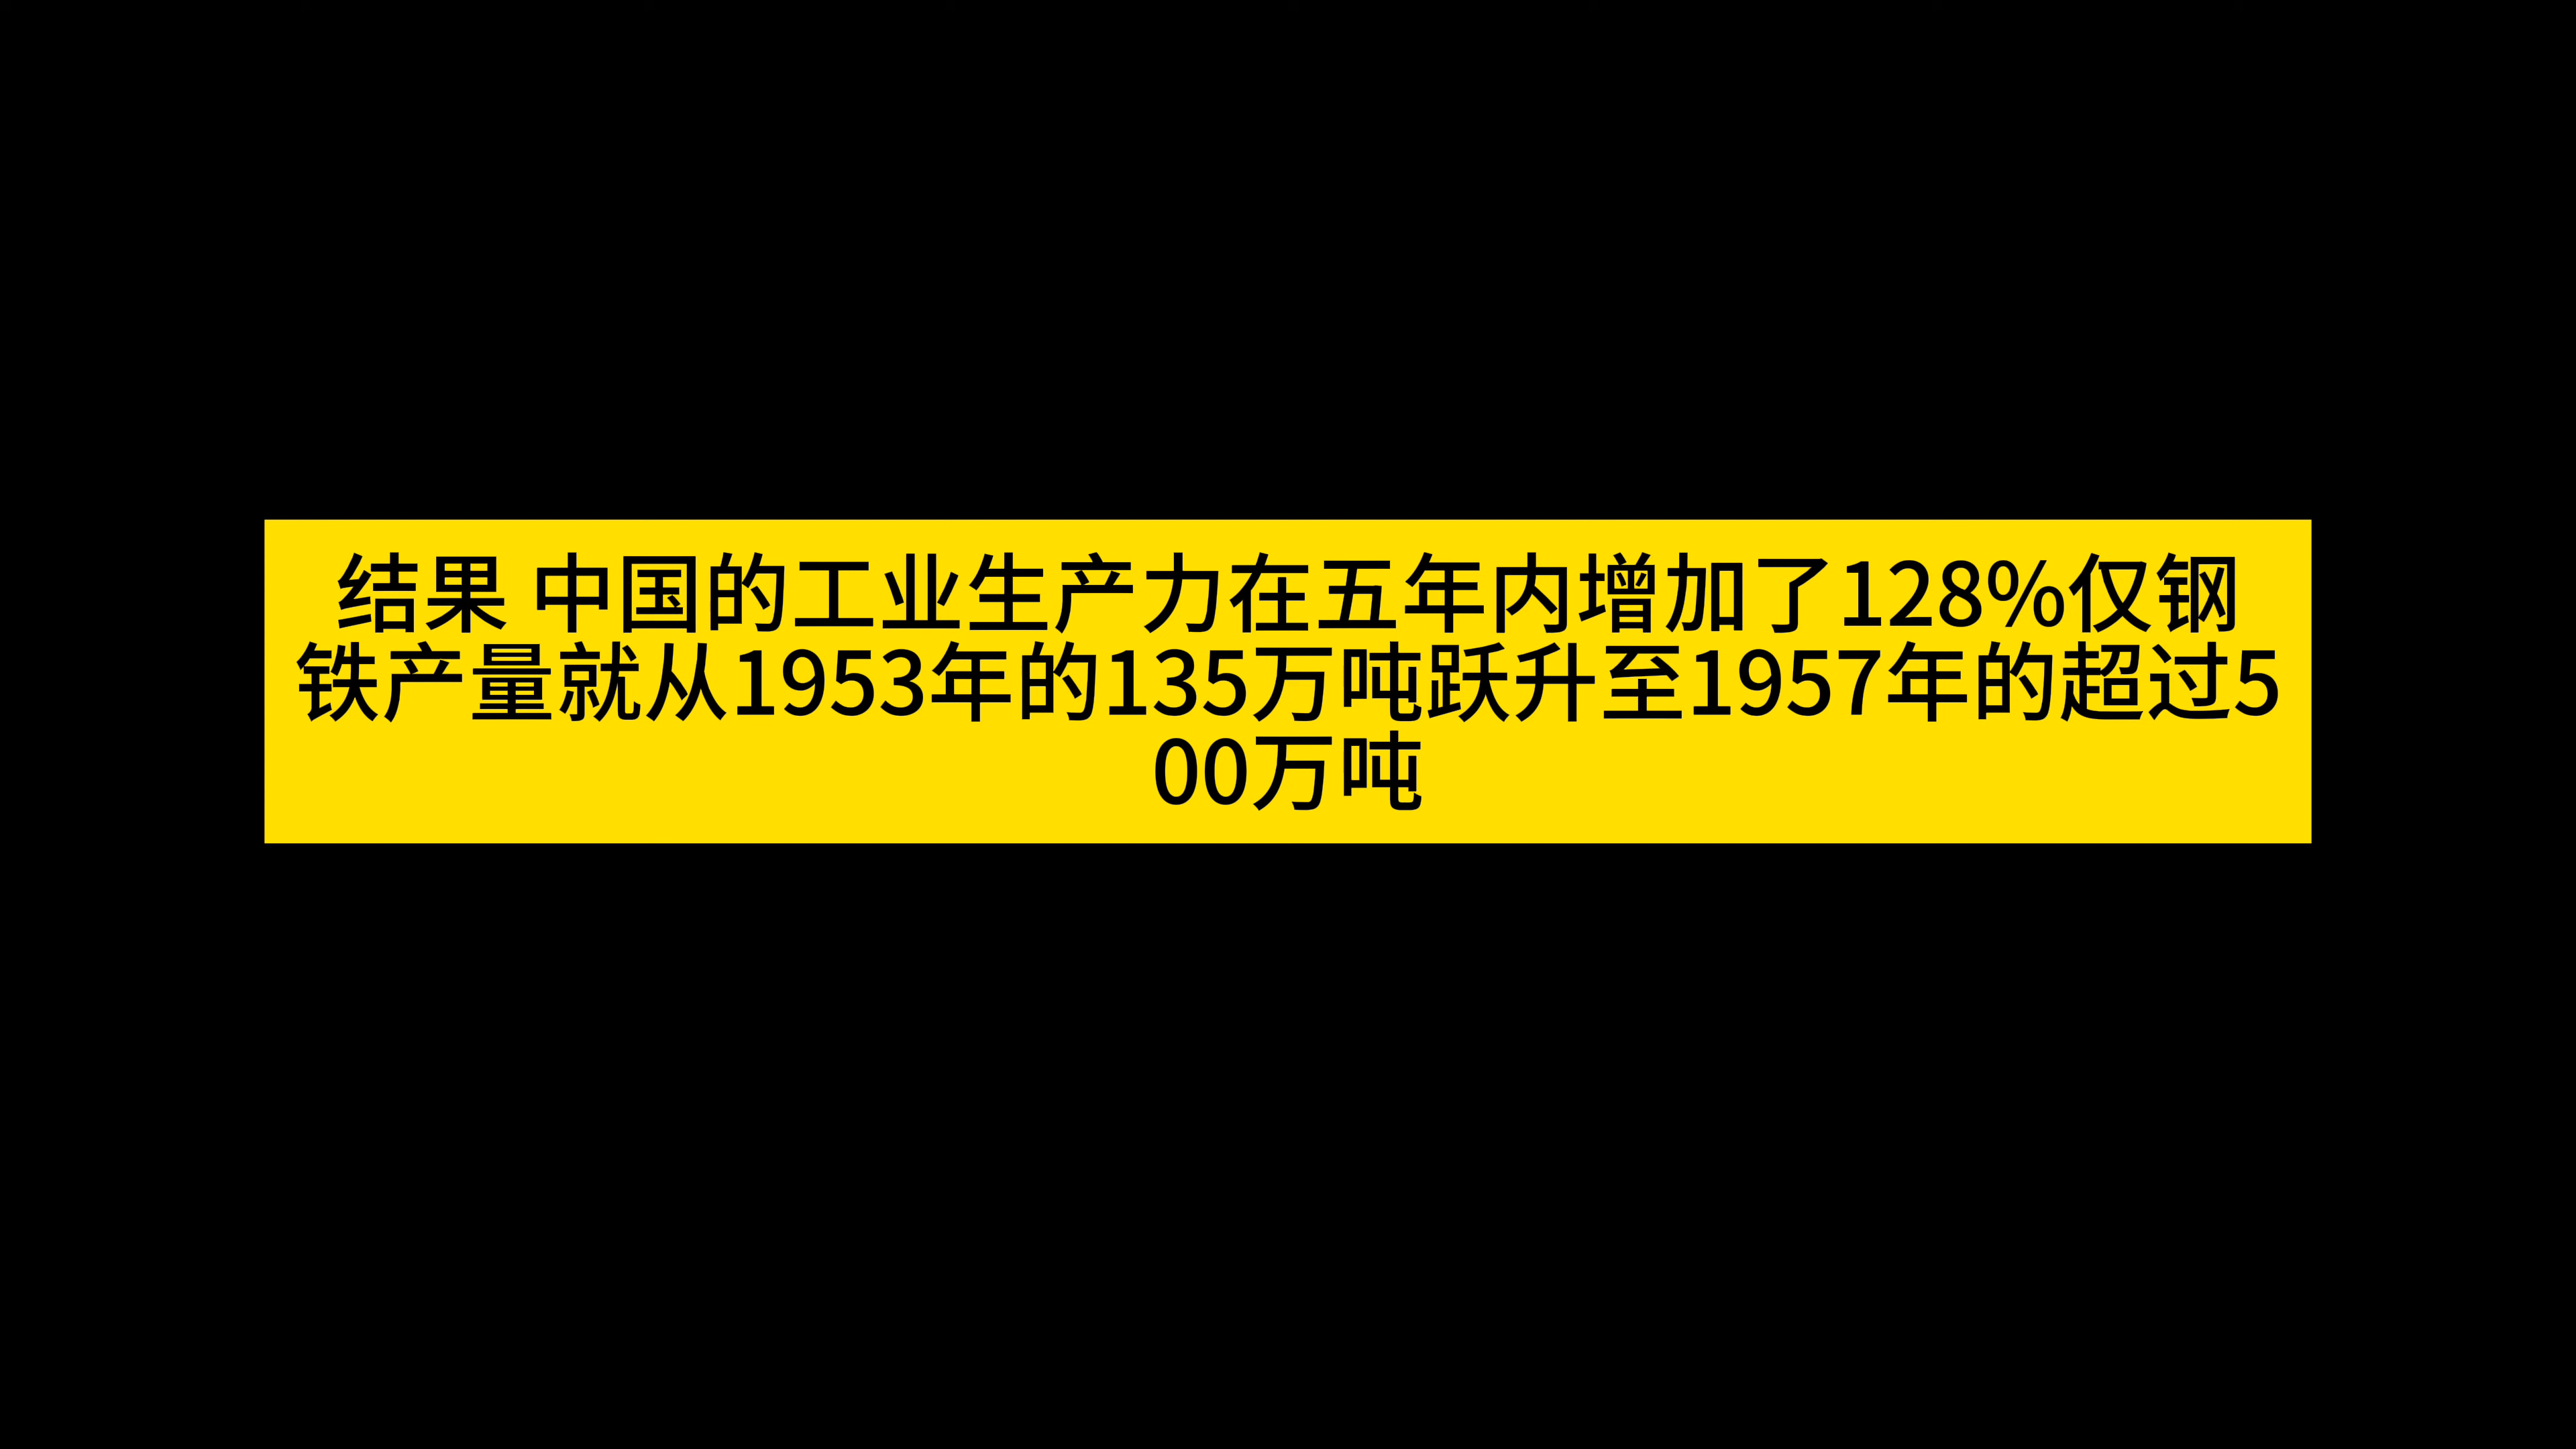 结果 中国的工业生产力在五年内增加了128%仅钢
铁产量就从1953年的135万吨跃升至1957年的超过5
00万吨